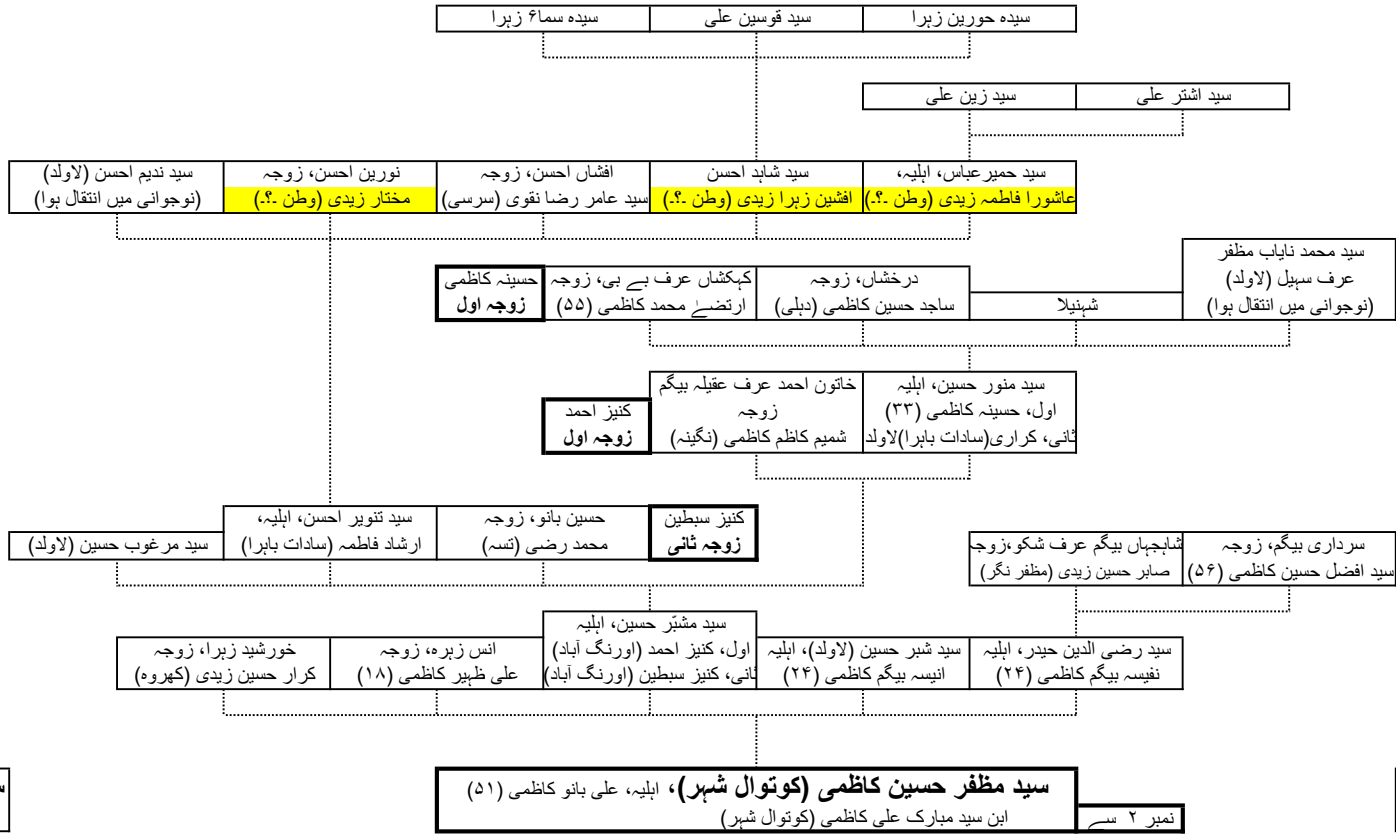 سیدہ حورین زہرا
سید قوسین علی
سیدہ سماء زہرا
سید اشتر علی
سید زین علی
سید حمیرعباس، اہلیہ،
عاشورا فاطمہ زیدی (وطن ۔؟۔)
سید شاہد احسن
افشین زہرا زیدی (وطن ۔؟۔)
افشاں احسن، زوجہ
سید عامر رضا نقوی (سرسی)
نورین احسن، زوجہ
مختار زیدی (وطن ۔؟۔)
سید ندیم احسن (لاولد)
(نوجوانی میں انتقال ہوا)
سید محمد نایاب مظفر
عرف سہیل (لاولد)
(نوجوانی میں انتقال ہوا)
شہنیلا
درخشاں، زوجہ
ساجد حسین کاظمی (دہلی)
کہکشاں عرف بے بی، زوجہ
ارتضےٰ محمد کاظمی (۵۵)
حسینہ کاظمی
زوجہ اول
سید منور حسین، اہلیہ
اول، حسینہ کاظمی (۳۳)
ثانی، کراری(سادات باہرا)لاولد
خاتون احمد عرف عقیلہ بیگم
زوجہ
شمیم کاظم کاظمی (نگینہ)
کنیز احمد
زوجہ اول
سرداری بیگم، زوجہ
سید افضل حسین کاظمی (۵۶)
شاہجہاں بیگم عرف شکو،زوجہ
صابر حسین زیدی (مظفر نگر)
کنیز سبطین
زوجہ ثانی
حسین بانو، زوجہ
محمد رضی (تسہ)
سید تنویر احسن، اہلیہ،
ارشاد فاطمہ (سادات باہرا)
سید مرغوب حسین (لاولد)
سید رضی الدین حیدر، اہلیہ
نفیسہ بیگم کاظمی (۲۴)
سید شبر حسین (لاولد)، اہلیہ
انیسہ بیگم کاظمی (۲۴)
سید مشبّر حسین، اہلیہ
اول، کنیز احمد (اورنگ آباد)
ثانی، کنیز سبطین (اورنگ آباد)
انس زہرہ، زوجہ
علی ظہیر کاظمی (۱۸)
خورشید زہرا، زوجہ
کرار حسین زیدی (کھروہ)
سید مظفر حسین کاظمی (کوتوال شہر)، اہلیہ، علی بانو کاظمی (۵۱)
ابن سید مبارک علی کاظمی (کوتوال شہر)
نمبر ۲ سے